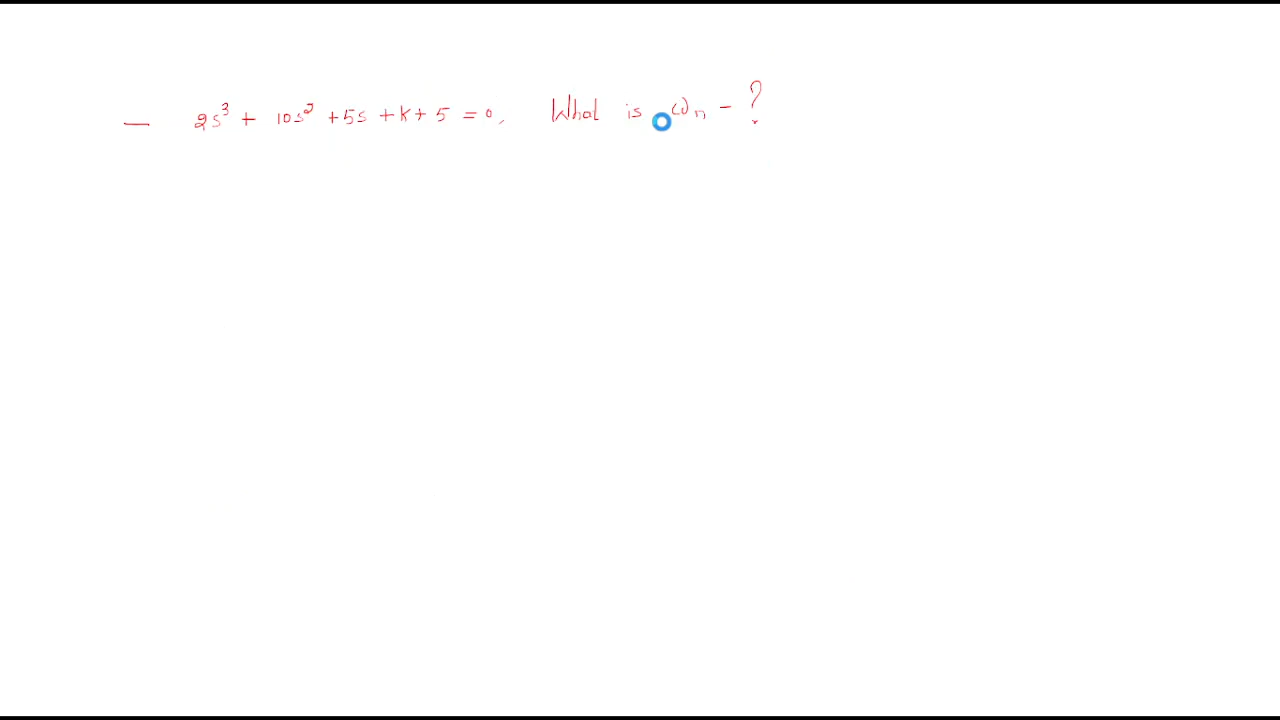 — 2s³ + 10s² + 5s + k + 5 = 0, What is ωn - ?